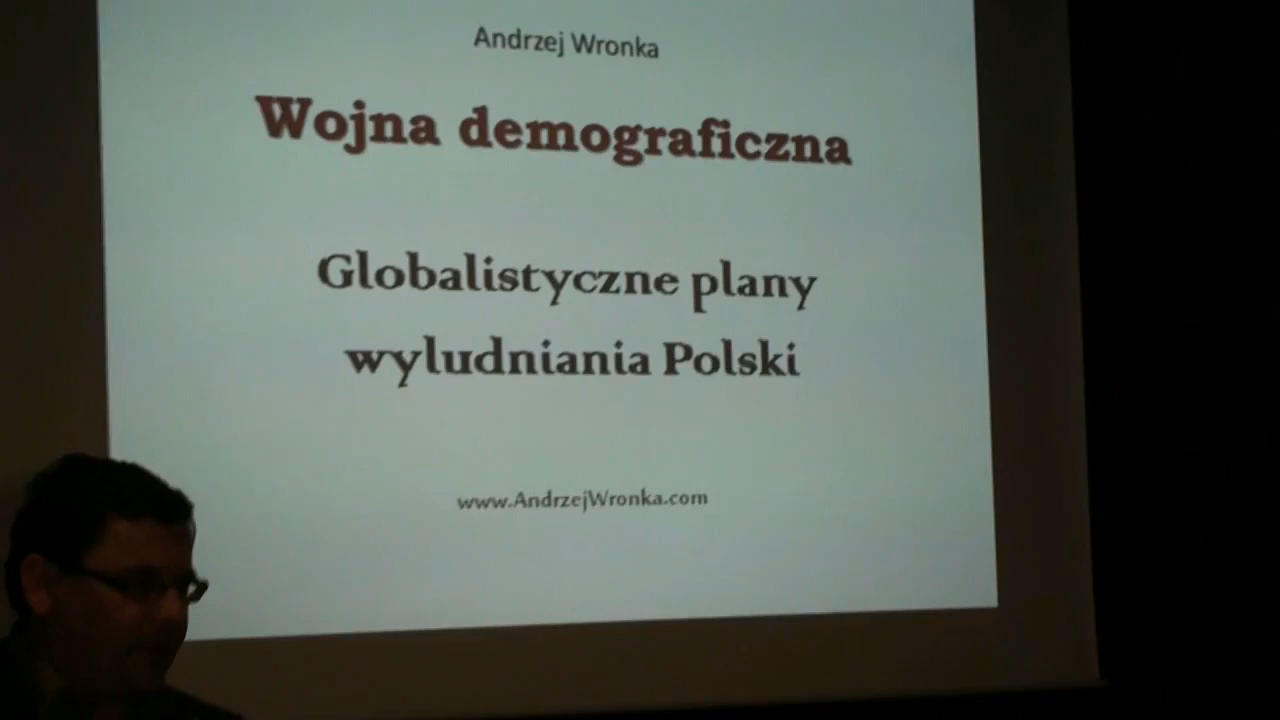 Andrzej Wronka
Wojna demograficzna
Globalistyczne plany
wyludniania Polski
www.AndrzejWronka.com